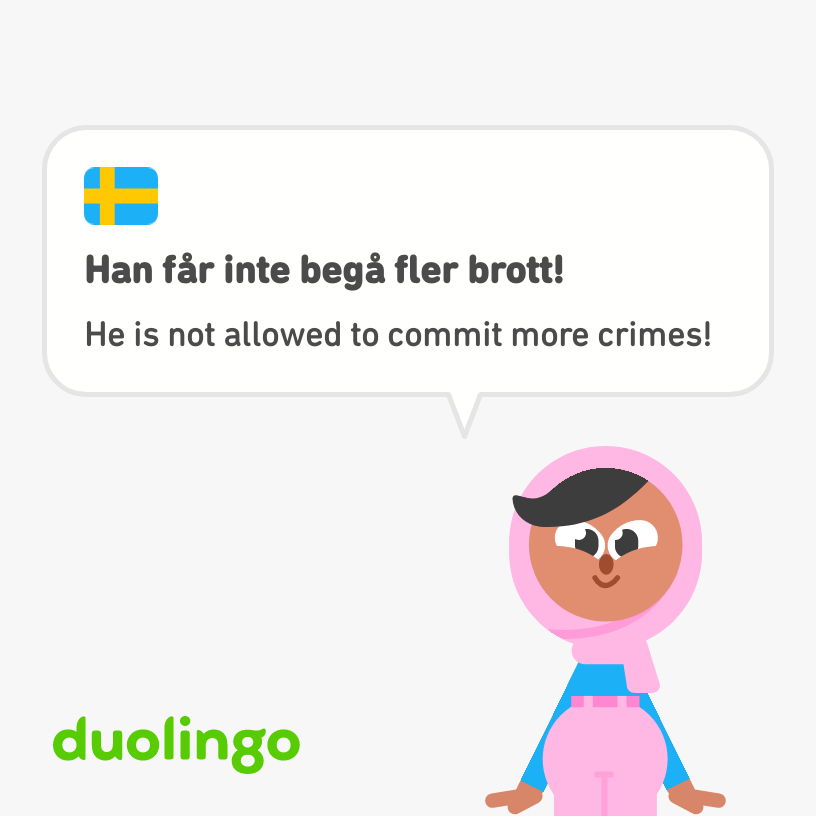 Han får inte begå fler brott!
He is not allowed to commit more crimes!
duolingo